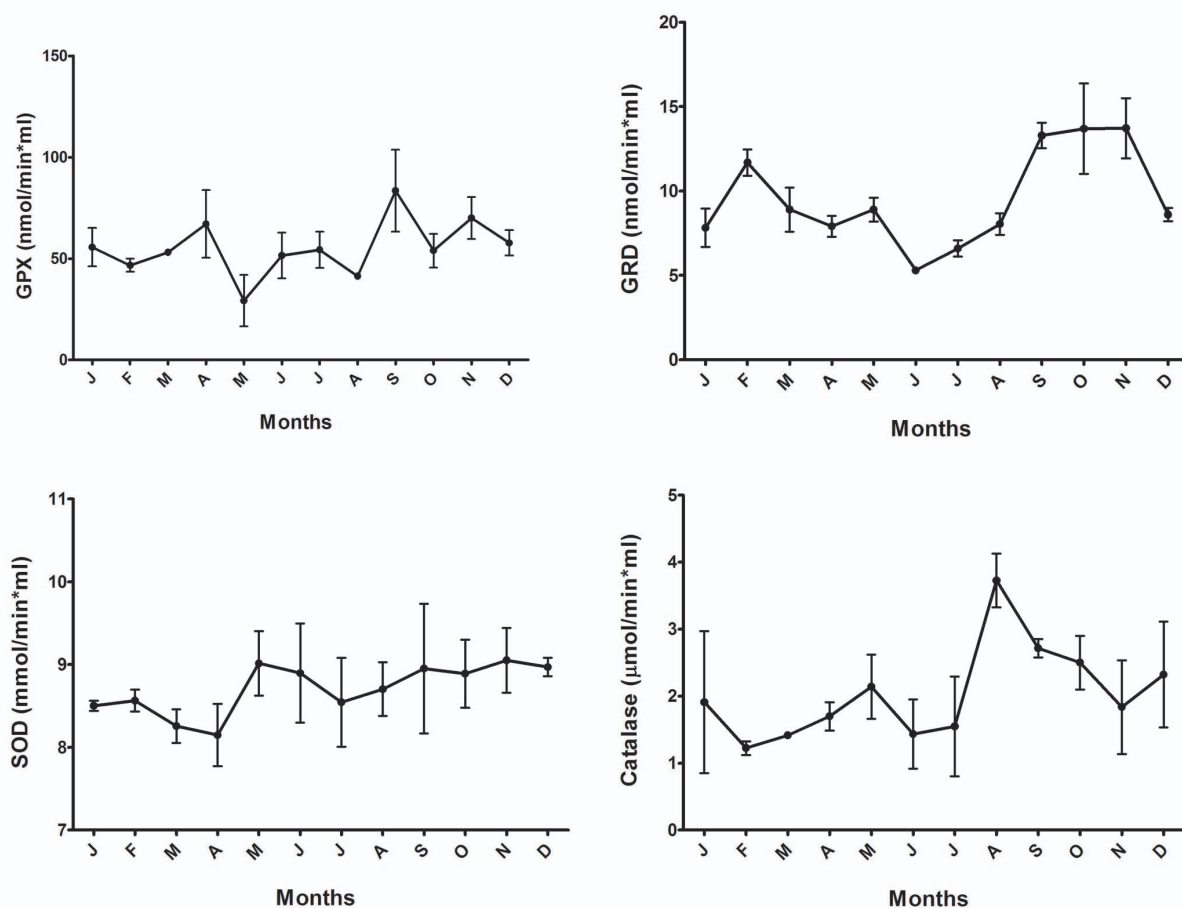 150
100
50
0
GPX (nmol/min*ml)
J F M A M J J A S O N D
Months
20
15
10
5
0
GRD (nmol/min*ml)
J F M A M J J A S O N D
Months
11
10
9
8
7
SOD (mmol/min*ml)
J F M A M J J A S O N D
Months
5
4
3
2
1
0
Catalase (μmol/min*ml)
J F M A M J J A S O N D
Months